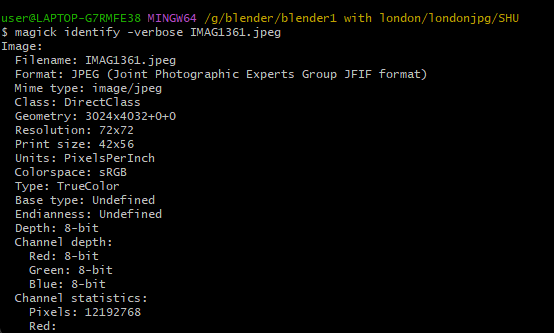 user@LAPTOP-G7RMFE38 MINGW64 /g/blender/blender1 with london/londonjpg/SHU
$ magick identify -verbose IMAG1361.jpeg
Image:
  Filename: IMAG1361.jpeg
  Format: JPEG (Joint Photographic Experts Group JFIF format)
  Mime type: image/jpeg
  Class: DirectClass
  Geometry: 3024x4032+0+0
  Resolution: 72x72
  Print size: 42x56
  Units: PixelsPerInch
  Colorspace: sRGB
  Type: TrueColor
  Base type: Undefined
  Endianness: Undefined
  Depth: 8-bit
  Channel depth:
    Red: 8-bit
    Green: 8-bit
    Blue: 8-bit
  Channel statistics:
    Pixels: 12192768
    Red: